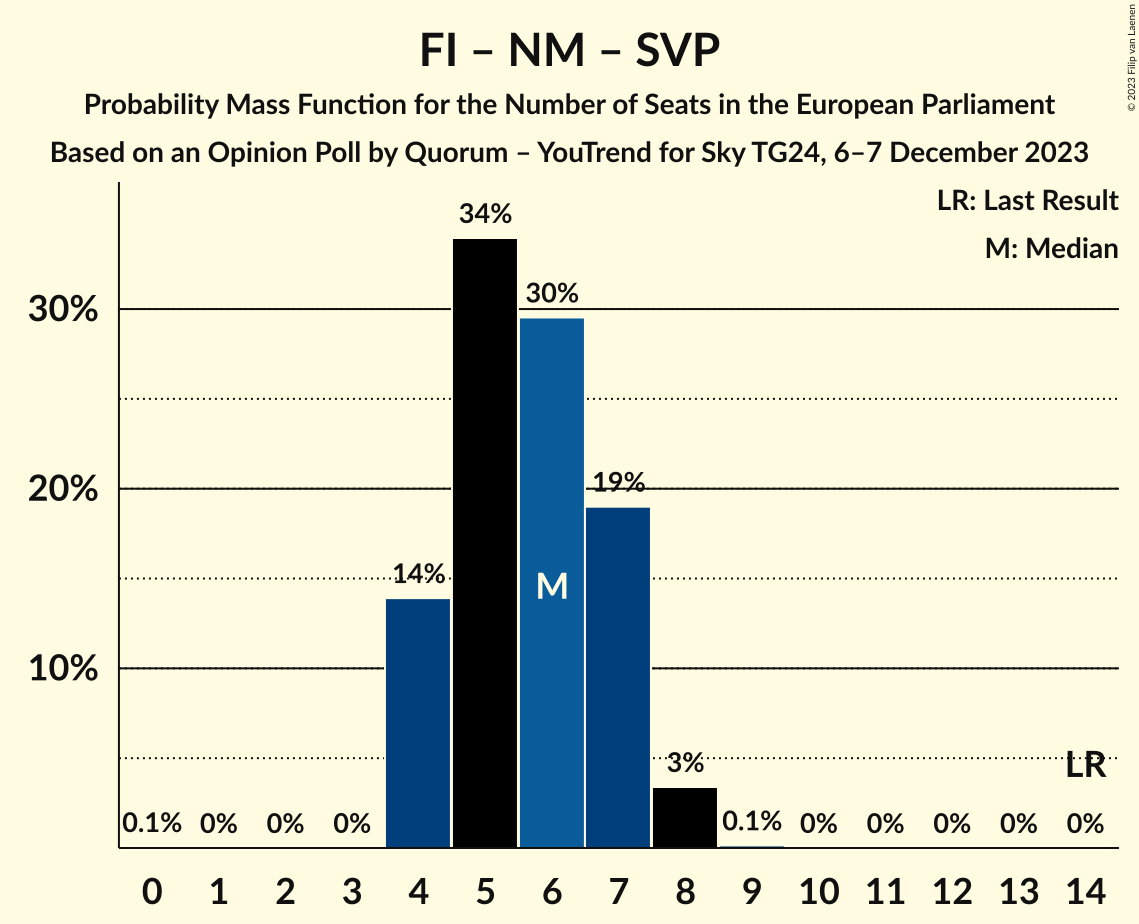 FI – NM – SVP
Probability Mass Function for the Number of Seats in the European Parliament
Based on an Opinion Poll by Quorum – YouTrend for Sky TG24, 6–7 December 2023
© 2023 Filip van Laenen
LR: Last Result
M: Median
34%
30%
30%
19%
20%
14%
M
10%
3%
LR
0.1% 0% 0% 0% 0.1% 0% 0% 0% 0% 0%
0 1 2 3 4 5 6 7 8 9 10 11 12 13 14